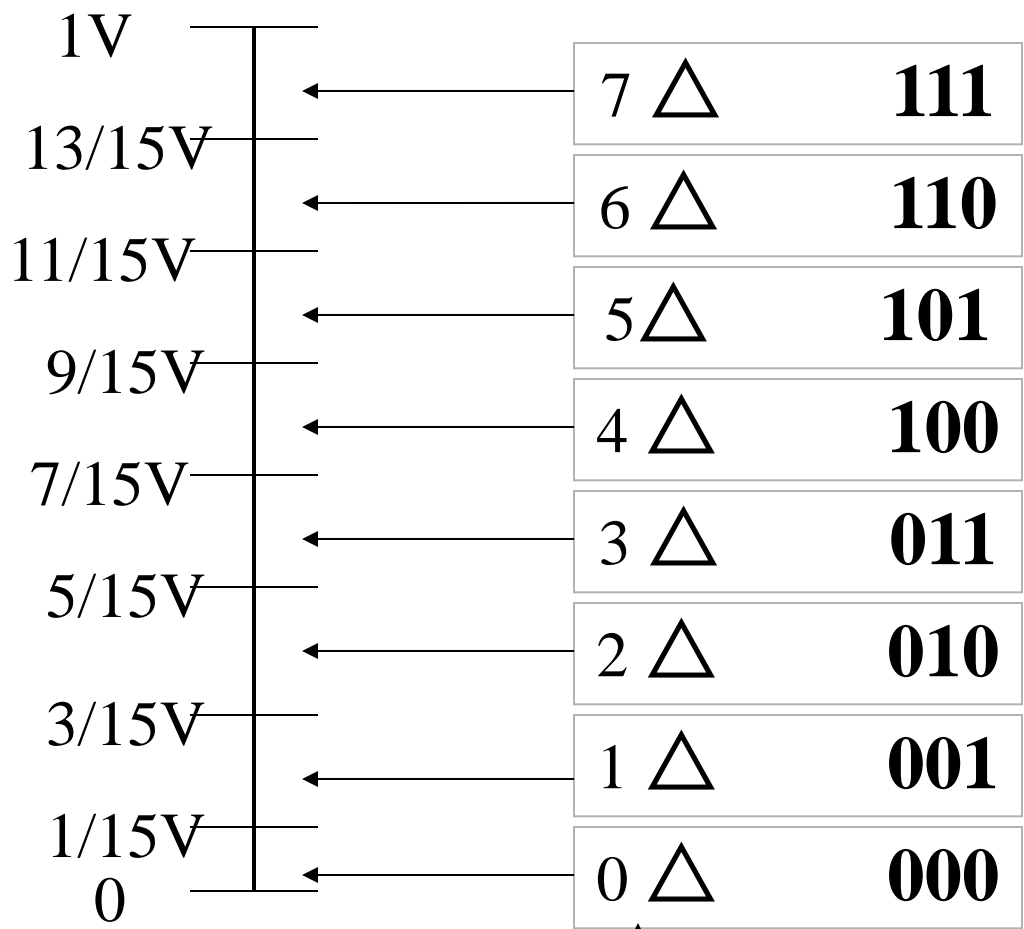 1V
7 △ 111
13/15V
6 △ 110
11/15V
5△ 101
9/15V
4 △ 100
7/15V
3 △ 011
5/15V
2 △ 010
3/15V
1 △ 001
1/15V
0 △ 000
0